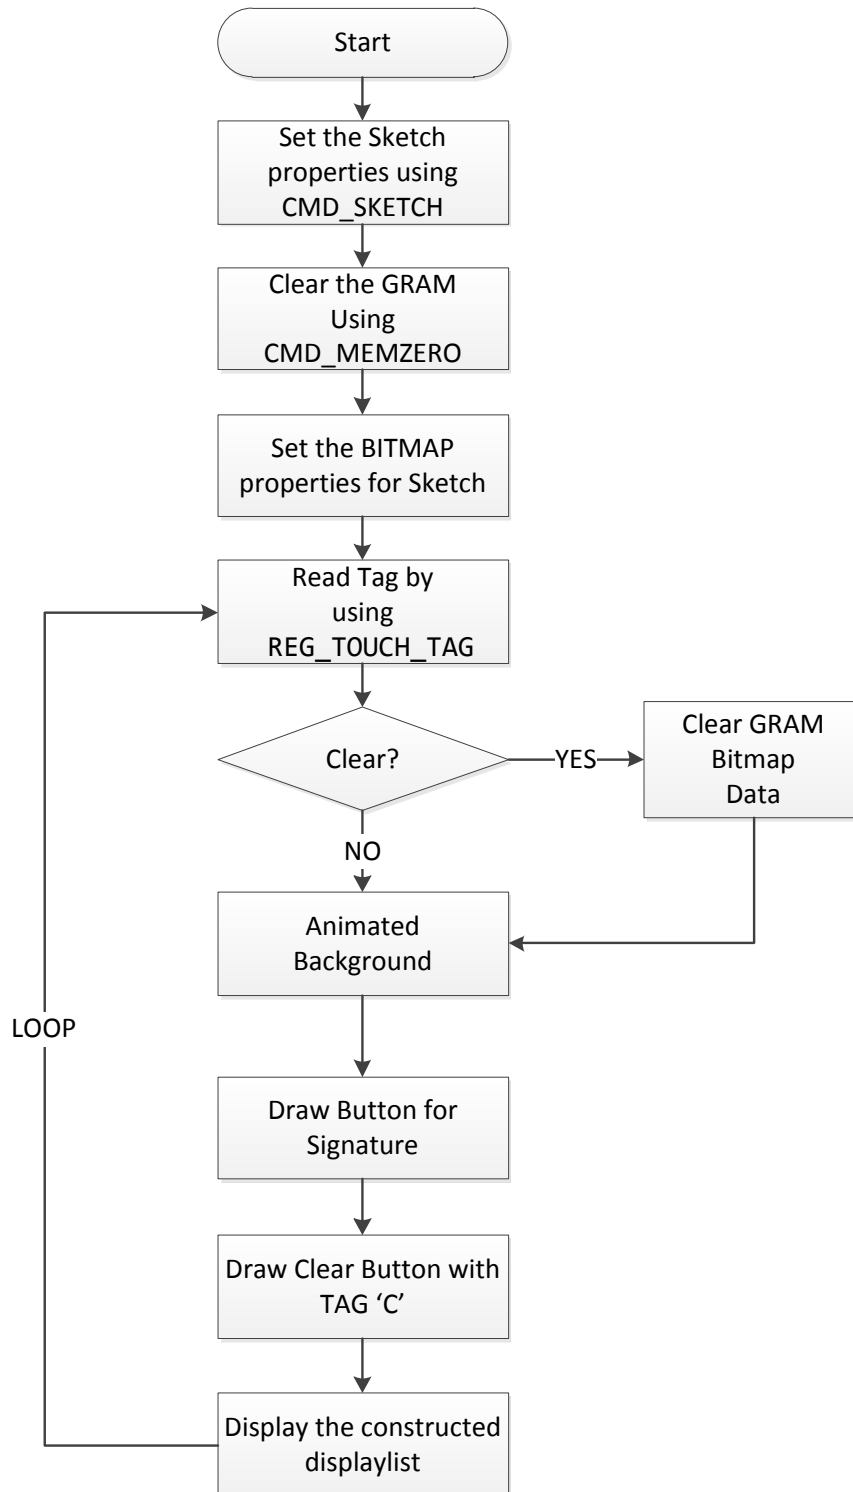 Start
Set the Sketch
properties using
CMD_SKETCH
Clear the GRAM
Using
CMD_MEMZERO
Set the BITMAP
properties for Sketch
Read Tag by
using
REG_TOUCH_TAG
Clear?
YES
Clear GRAM
Bitmap
Data
NO
Animated
Background
LOOP
Draw Button for
Signature
Draw Clear Button with
TAG ‘C’
Display the constructed
displaylist